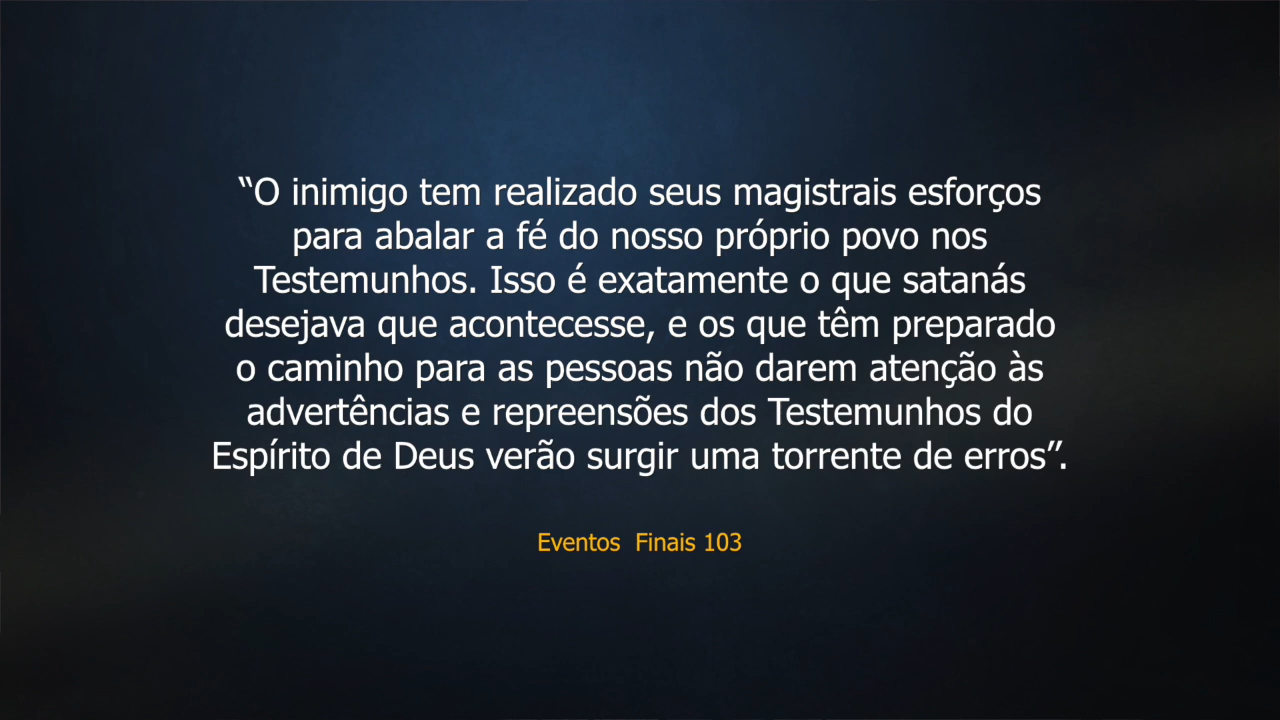 “O inimigo tem realizado seus magistrais esforços
para abalar a fé do nosso próprio povo nos
Testemunhos. Isso é exatamente o que satanás
desejava que acontecesse, e os que têm preparado
o caminho para as pessoas não darem atenção às
advertências e repreensões dos Testemunhos do
Espírito de Deus verão surgir uma torrente de erros”.
Eventos  Finais 103